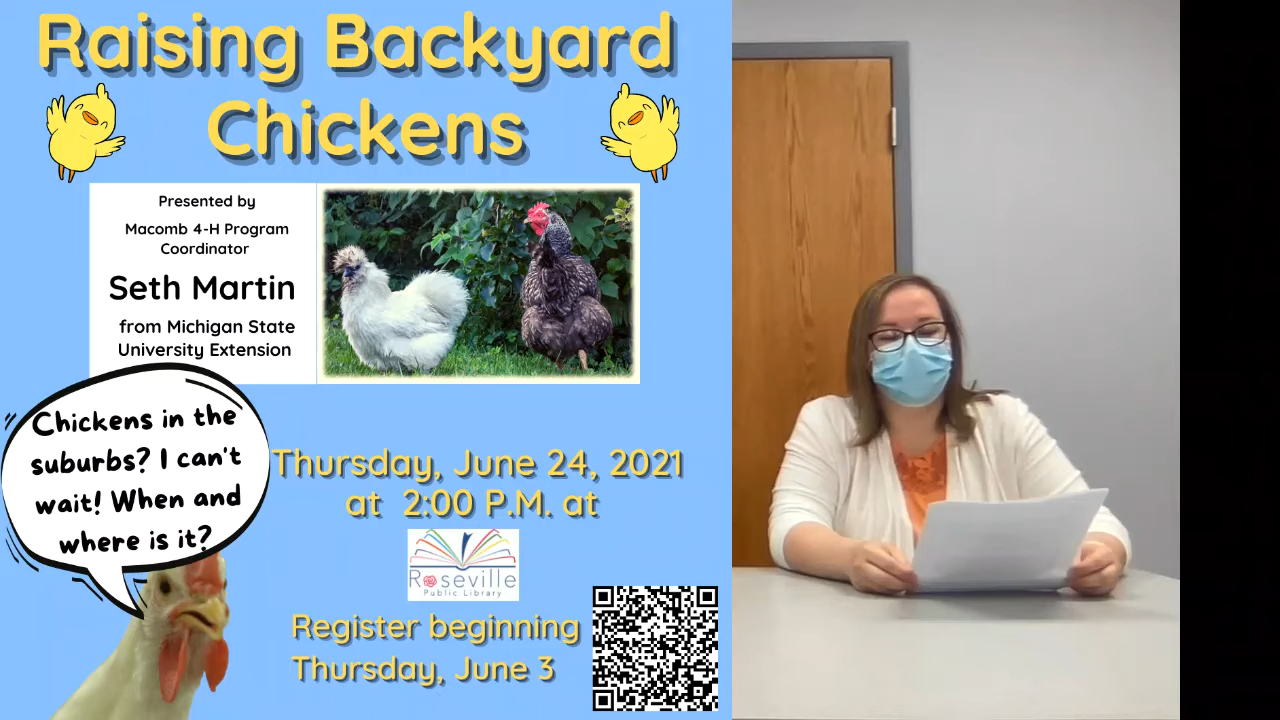 Raising Backyard
Chickens
Presented by
Macomb 4-H Program
Coordinator
Seth Martin
from Michigan State
University Extension
Chickens in the
suburbs? I can't
wait! When and
where is it?
Thursday, June 24, 2021
at 2:00 P.M. at
Roseville
Public Library
Register beginning
Thursday, June 3